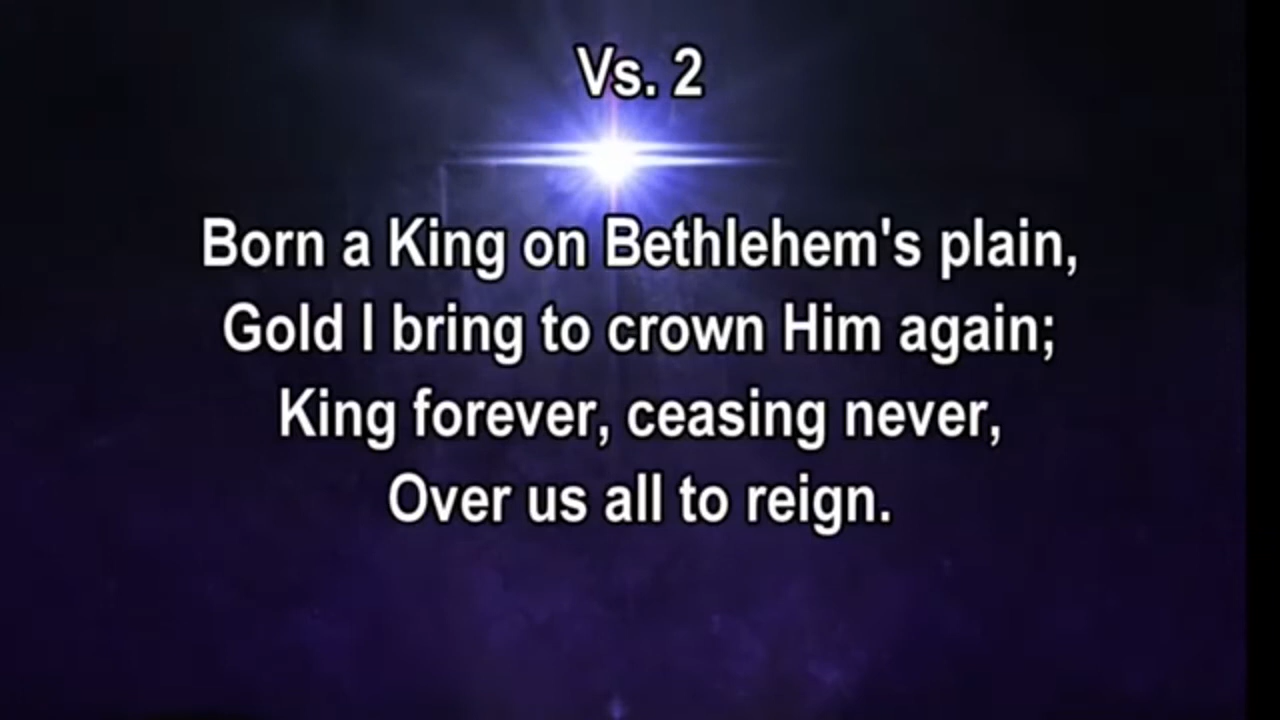 Vs. 2
Born a King on Bethlehem's plain,
Gold I bring to crown Him again;
King forever, ceasing never,
Over us all to reign.